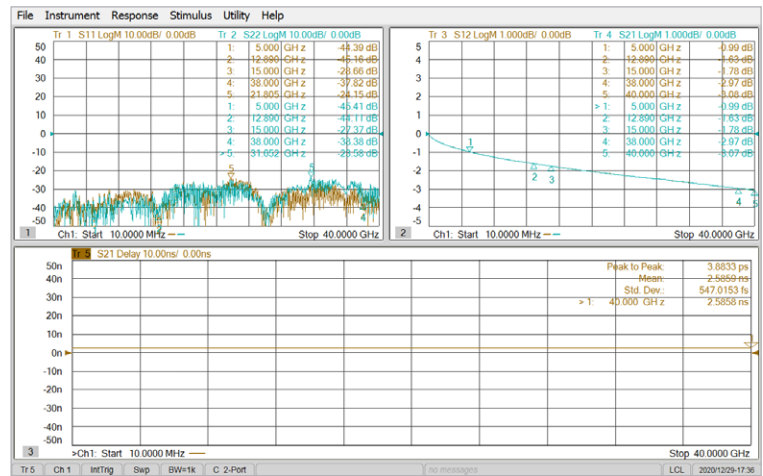 File Instrument Response Stimulus Utility Help
Tr 1 S11 LogM 10.00dB/ 0.00dB Tr 2 S22 LogM 10.00dB/ 0.00dB
50
40
30
20
10
0
-10
-20
-30
-40
-50
1: 5.000 GHz -44.39 dB
2: 12.890 GHz -45.16 dB
3: 15.000 GHz -28.66 dB
4: 38.000 GHz -37.82 dB
5: 21.805 GHz -24.15 dB
1: 5.000 GHz -45.41 dB
2: 12.890 GHz -44.11 dB
3: 15.000 GHz -27.37 dB
4: 38.000 GHz -38.38 dB
> 5: 31.652 GHz -23.58 dB
5
5
1
2
4
1 Ch1: Start 10.0000 MHz Stop 40.0000 GHz
Tr 3 S12 LogM 1.000dB/ 0.00dB Tr 4 S21 LogM 1.000dB/ 0.00dB
5
4
3
2
1
0
-1
-2
-3
-4
-5
1: 5.000 GHz -0.99 dB
2: 12.890 GHz -1.63 dB
3: 15.000 GHz -1.78 dB
4: 38.000 GHz -2.97 dB
5: 40.000 GHz -3.08 dB
> 1: 5.000 GHz -0.99 dB
2: 12.890 GHz -1.63 dB
3: 15.000 GHz -1.78 dB
4: 38.000 GHz -2.97 dB
5: 40.000 GHz -3.07 dB
1
2 3
4 5
2 Ch1: Start 10.0000 MHz Stop 40.0000 GHz
Tr 5 S21 Delay 10.00ns/ 0.00ns
50n
40n
30n
20n
10n
0n
-10n
-20n
-30n
-40n
-50n
Peak to Peak: 3.8833 ps
Mean: 2.5859 ns
Std. Dev.: 547.0153 fs
> 1: 40.000 GHz 2.5858 ns
1
3 >Ch1: Start 10.0000 MHz Stop 40.0000 GHz
Tr 5 Ch 1 IntTrig Swp BW=1k C 2-Port no messages LCL 2020/12/29-17:36